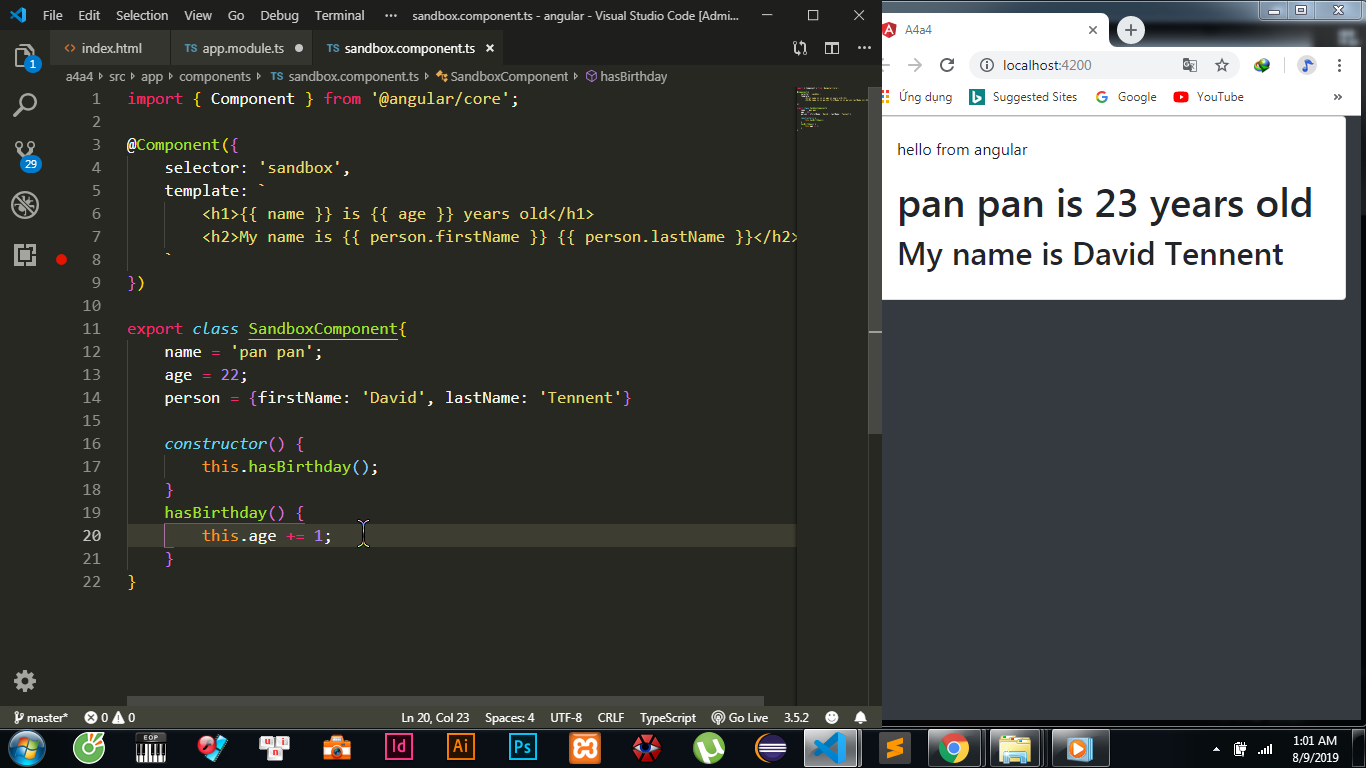 File Edit Selection View Go Debug Terminal ··· sandbox.component.ts - angular - Visual Studio Code [Admi...
index.html TS app.module.ts TS sandbox.component.ts
a4a4 > src > app > components > TS sandbox.component.ts > SandboxComponent > hasBirthday
1 import { Component } from '@angular/core';
2
3 @Component({
4 selector: 'sandbox',
5 template: `
6 <h1>{{ name }} is {{ age }} years old</h1>
7 <h2>My name is {{ person.firstName }} {{ person.lastName }}</h2>
8 `
9 })
10
11 export class SandboxComponent{
12 name = 'pan pan';
13 age = 22;
14 person = {firstName: 'David', lastName: 'Tennent'}
15
16 constructor() {
17 this.hasBirthday();
18 }
19 hasBirthday() {
20 this.age += 1;
21 }
22 }
1
29
master* 0 0 Ln 20, Col 23 Spaces: 4 UTF-8 CRLF TypeScript Go Live 3.5.2
A4a4
localhost:4200
Ứng dụng Suggested Sites Google YouTube »
hello from angular
pan pan is 23 years old
My name is David Tennent
EOP u n i n Id Ai Ps
1:01 AM
8/9/2019